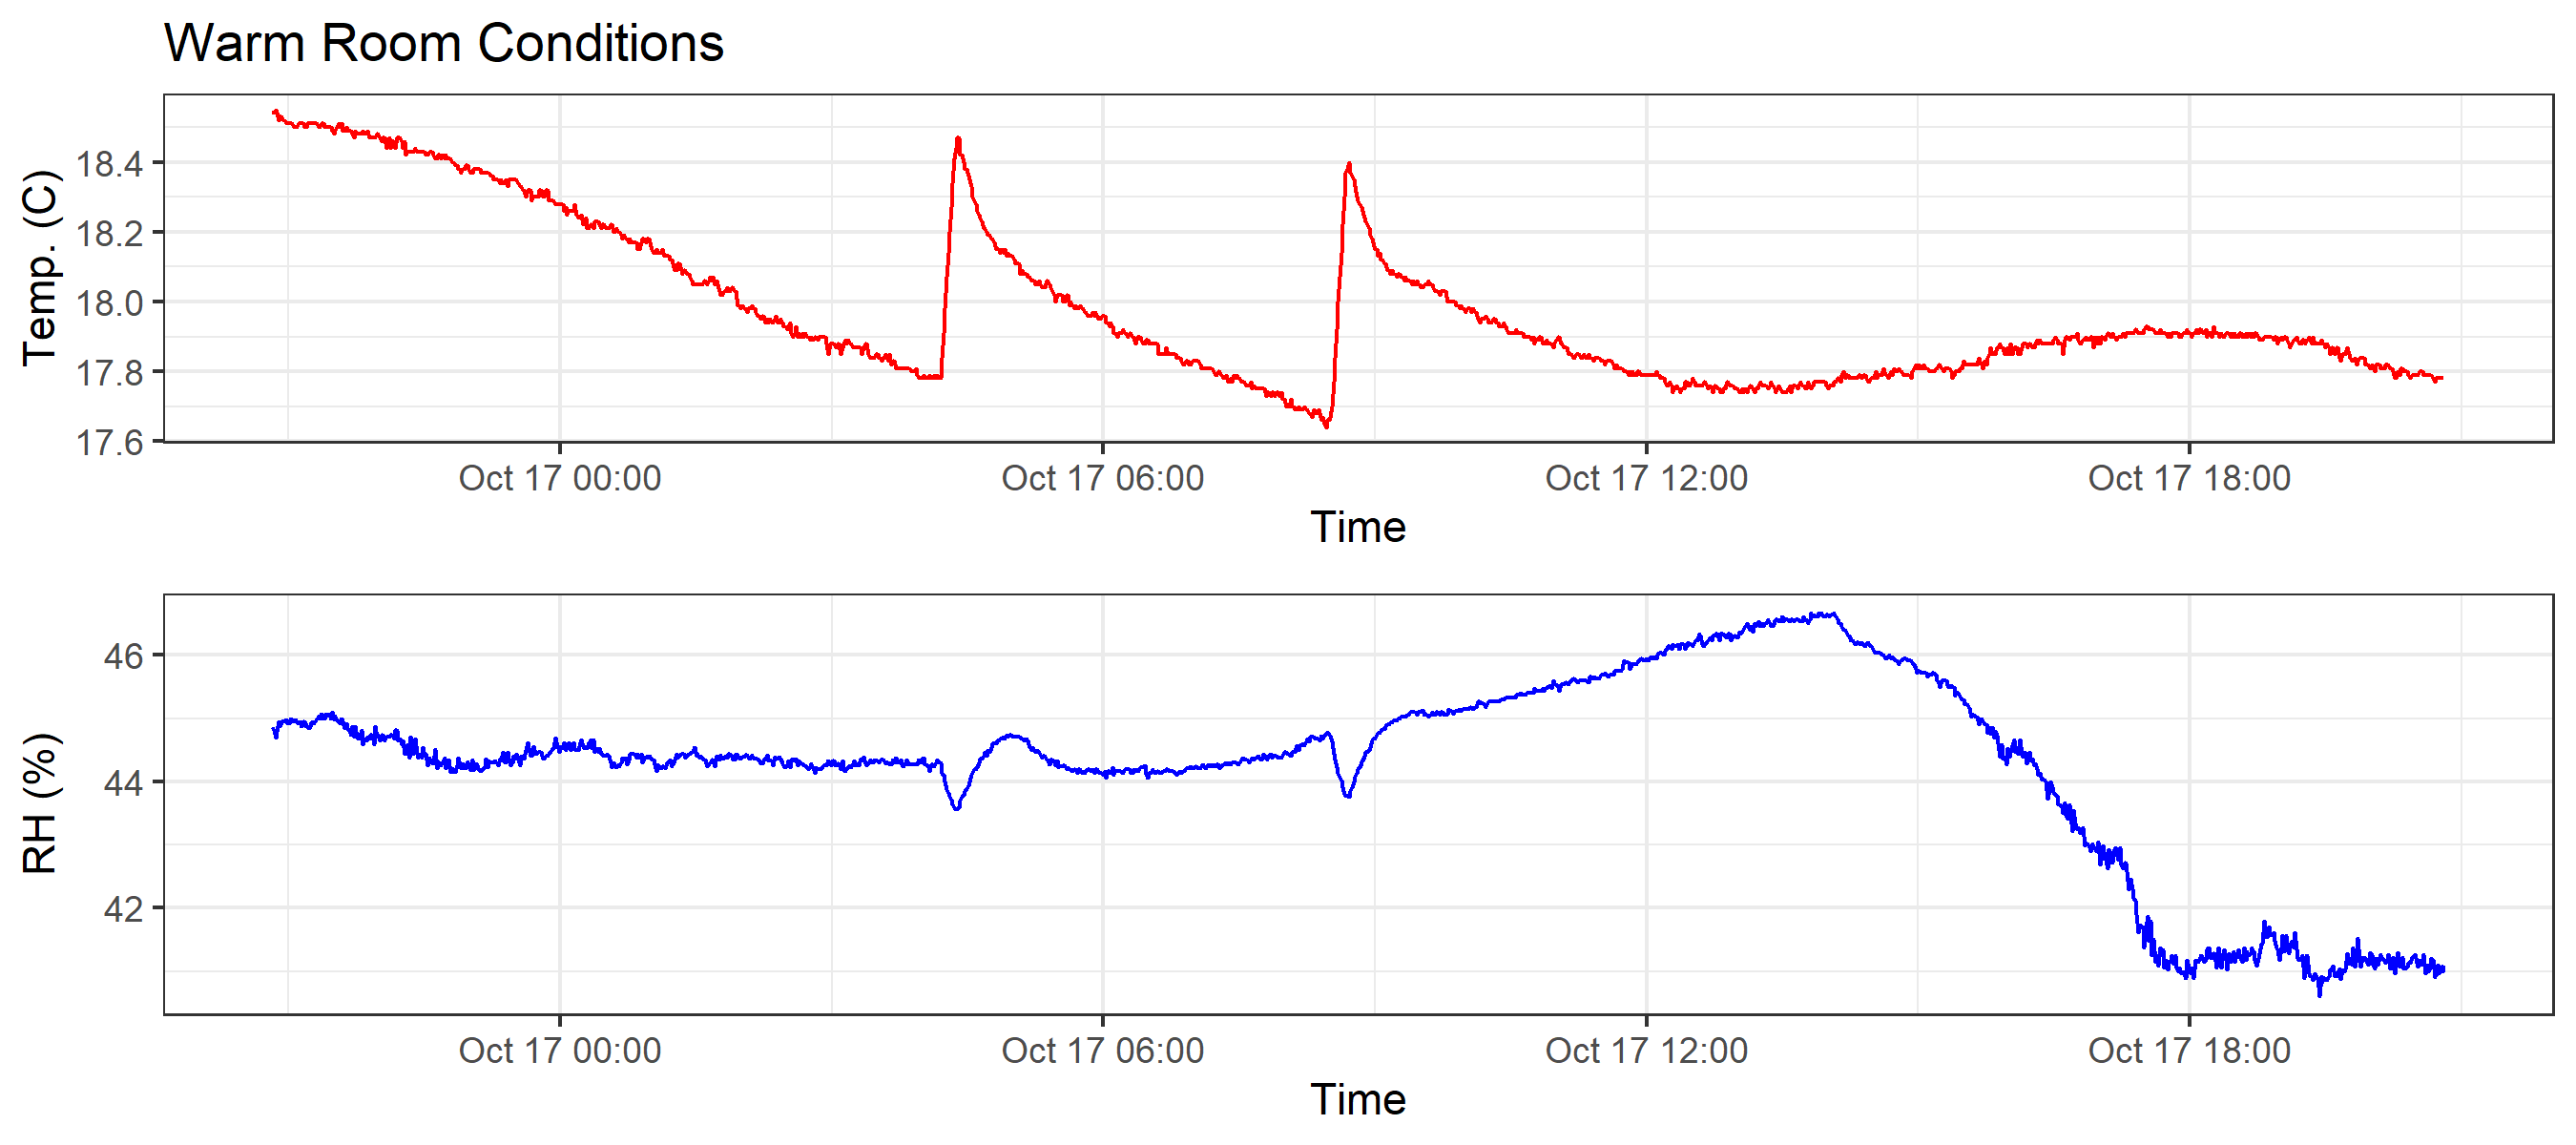 Warm Room Conditions
Temp. (C)
18.4
18.2
18.0
17.8
17.6
Oct 17 00:00 Oct 17 06:00 Oct 17 12:00 Oct 17 18:00
Time
RH (%)
46
44
42
Oct 17 00:00 Oct 17 06:00 Oct 17 12:00 Oct 17 18:00
Time